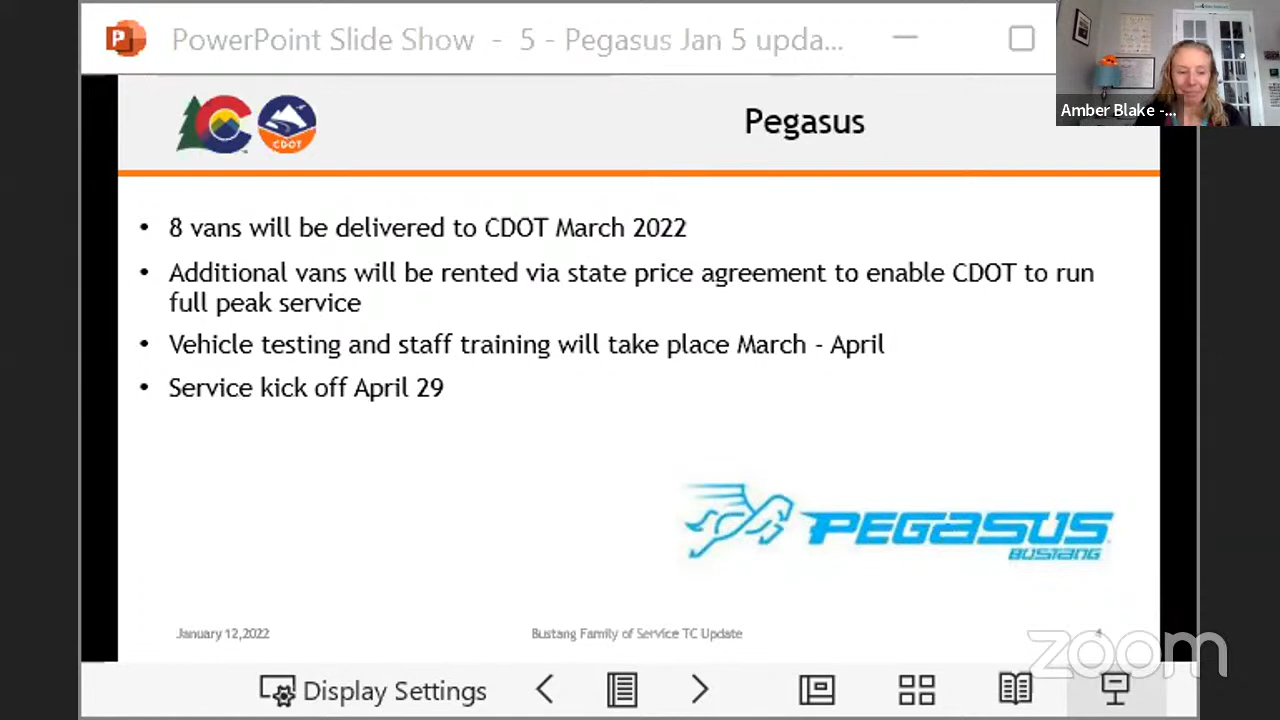 PowerPoint Slide Show - 5 - Pegasus Jan 5 upda...
Amber Blake -...
CDOT
Pegasus
• 8 vans will be delivered to CDOT March 2022
• Additional vans will be rented via state price agreement to enable CDOT to run
full peak service
• Vehicle testing and staff training will take place March - April
• Service kick off April 29
PEGASUS
BUSTANG
January 12,2022
Bustang Family of Service TC Update
4
zoom
Display Settings